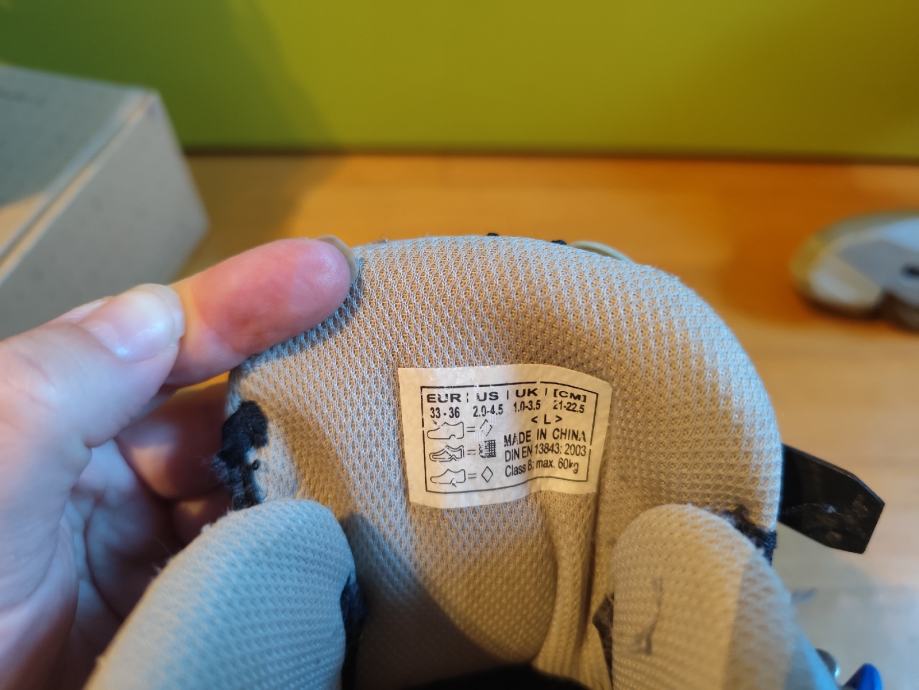 EUR | US | UK | [CM]
33-36 2.0-4.5 1.0-3.5 21-22.5
< L >
MADE IN CHINA
DIN EN 13843: 2003
Class B: max. 60kg